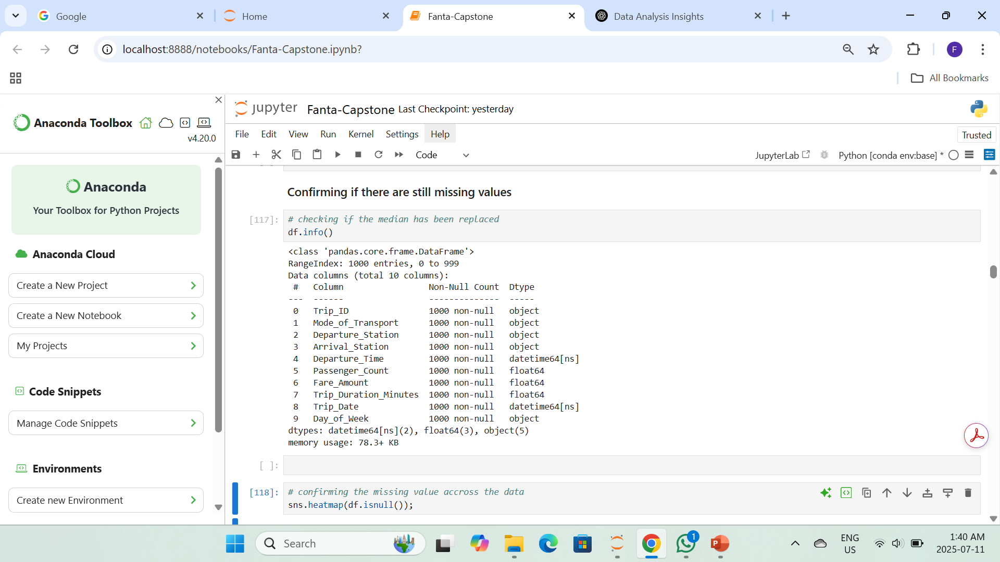 Google
Home
Fanta-Capstone
Data Analysis Insights
localhost:8888/notebooks/Fanta-Capstone.ipynb?
F
All Bookmarks
Anaconda Toolbox
v4.20.0
Anaconda
Your Toolbox for Python Projects
Anaconda Cloud
Create a New Project
Create a New Notebook
My Projects
Code Snippets
Manage Code Snippets
Environments
Create new Environment
jupyter Fanta-Capstone Last Checkpoint: yesterday
File Edit View Run Kernel Settings Help
Trusted
Code
JupyterLab
Python [conda env:base] *
Confirming if there are still missing values
[117]: # checking if the median has been replaced
df.info()
<class 'pandas.core.frame.DataFrame'>
RangeIndex: 1000 entries, 0 to 999
Data columns (total 10 columns):
# Column Non-Null Count Dtype
--- ------ -------------- -----
0 Trip_ID 1000 non-null object
1 Mode_of_Transport 1000 non-null object
2 Departure_Station 1000 non-null object
3 Arrival_Station 1000 non-null object
4 Departure_Time 1000 non-null datetime64[ns]
5 Passenger_Count 1000 non-null float64
6 Fare_Amount 1000 non-null float64
7 Trip_Duration_Minutes 1000 non-null float64
8 Trip_Date 1000 non-null datetime64[ns]
9 Day_of_Week 1000 non-null object
dtypes: datetime64[ns](2), float64(3), object(5)
memory usage: 78.3+ KB
[ ]:
[118]: # confirming the missing value accross the data
sns.heatmap(df.isnull());
Search
1
P
ENG
US
1:40 AM
2025-07-11